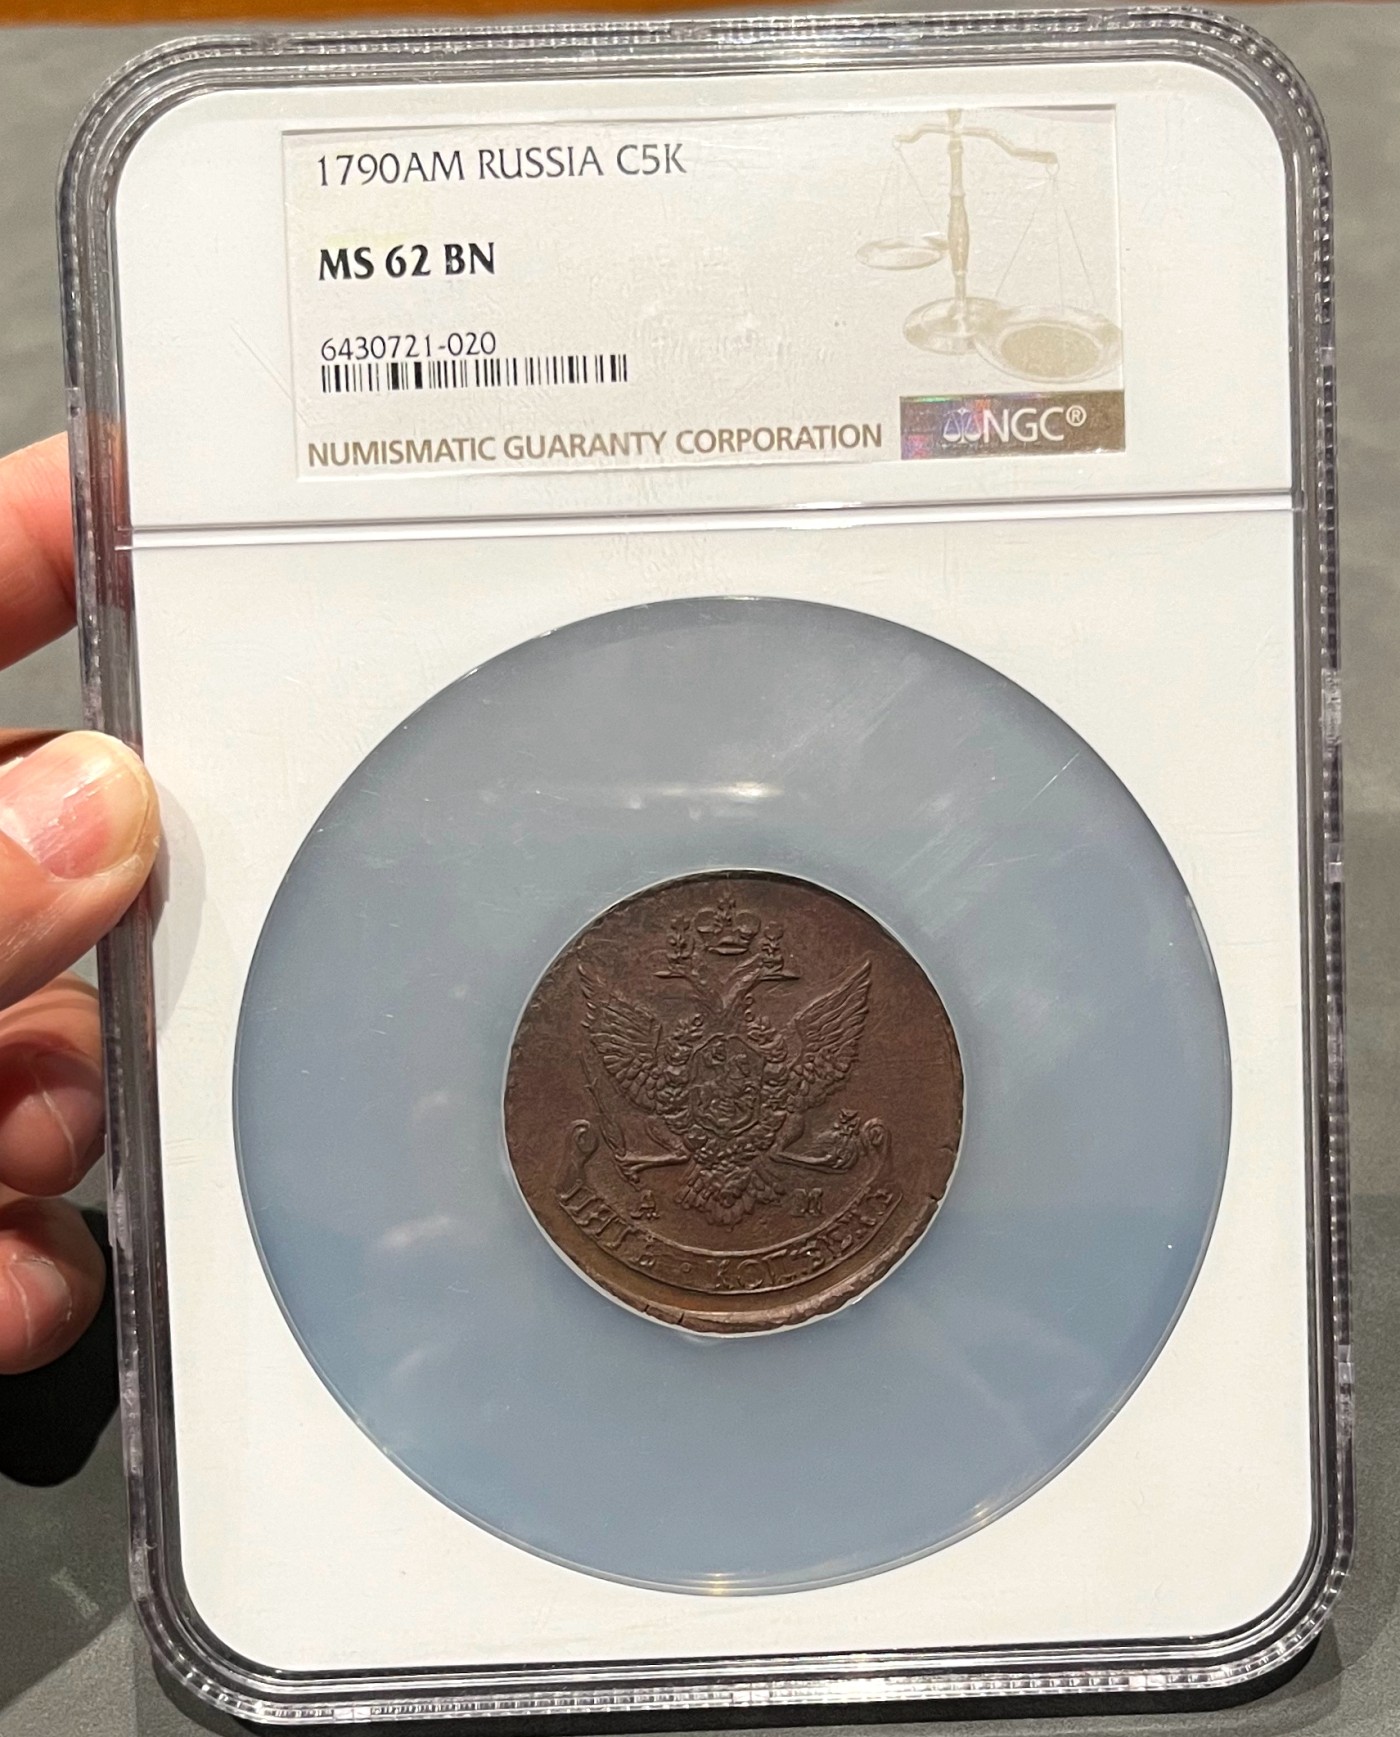 1790AM RUSSIA C5K
MS 62 BN
6430721-020
NUMISMATIC GUARANTY CORPORATION
NGC®
А М
ПЯТЬ • КОПѢЕКЪ